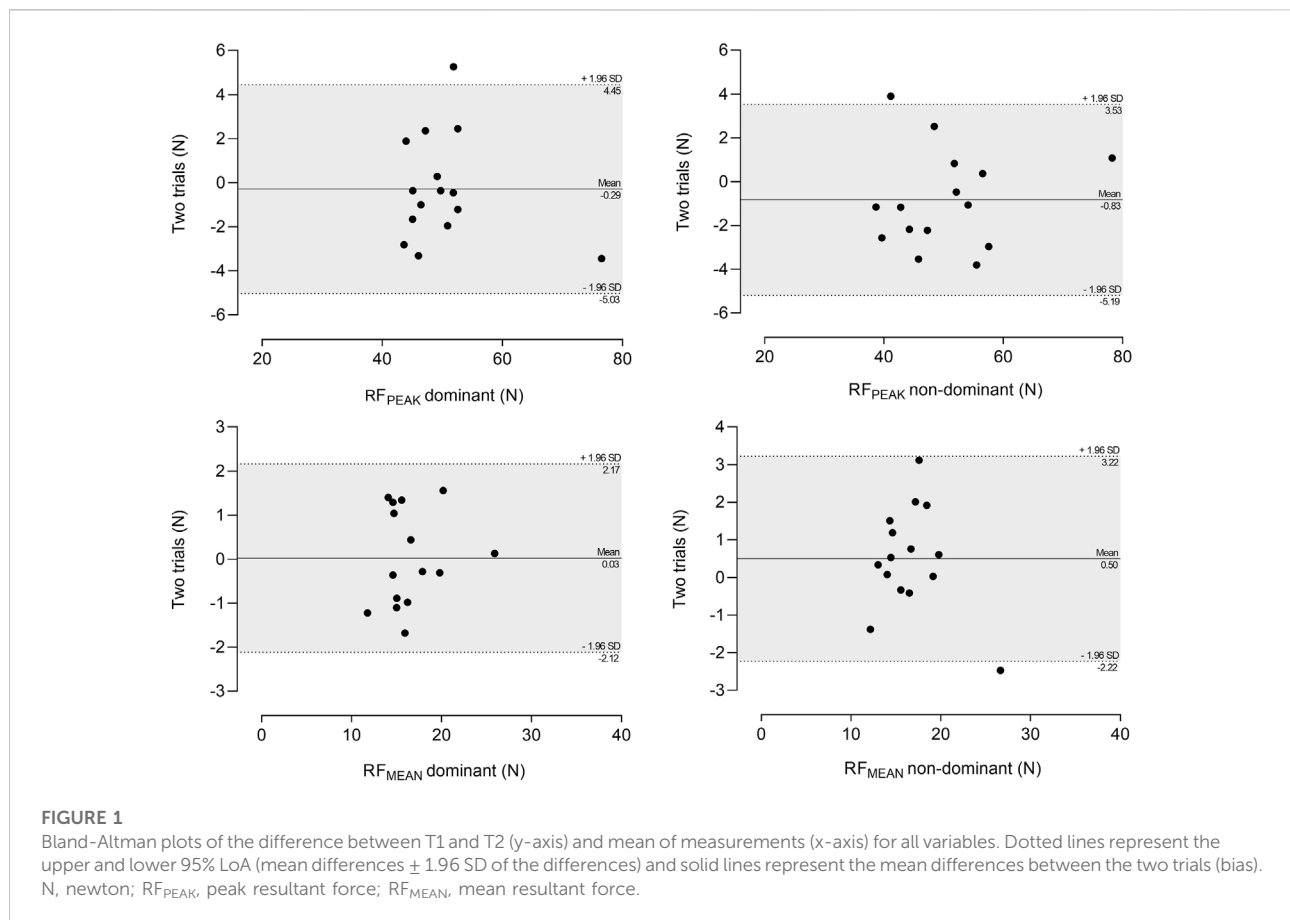 6
4
2
0
-2
-4
-6
Two trials (N)
+ 1.96 SD
4.45
Mean
-0.29
- 1.96 SD
-5.03
20
40
60
80
RF_PEAK dominant (N)
6
4
2
0
-2
-4
-6
Two trials (N)
+ 1.96 SD
3.53
Mean
-0.83
- 1.96 SD
-5.19
20
40
60
80
RF_PEAK non-dominant (N)
3
2
1
0
-1
-2
-3
Two trials (N)
+ 1.96 SD
2.17
Mean
0.03
- 1.96 SD
-2.12
0
10
20
30
40
RF_MEAN dominant (N)
4
3
2
1
0
-1
-2
-3
Two trials (N)
+ 1.96 SD
3.22
Mean
0.50
- 1.96 SD
-2.22
0
10
20
30
40
RF_MEAN non-dominant (N)
FIGURE 1
Bland-Altman plots of the difference between T1 and T2 (y-axis) and mean of measurements (x-axis) for all variables. Dotted lines represent the
upper and lower 95% LoA (mean differences ± 1.96 SD of the differences) and solid lines represent the mean differences between the two trials (bias).
N, newton; RF_PEAK, peak resultant force; RF_MEAN, mean resultant force.